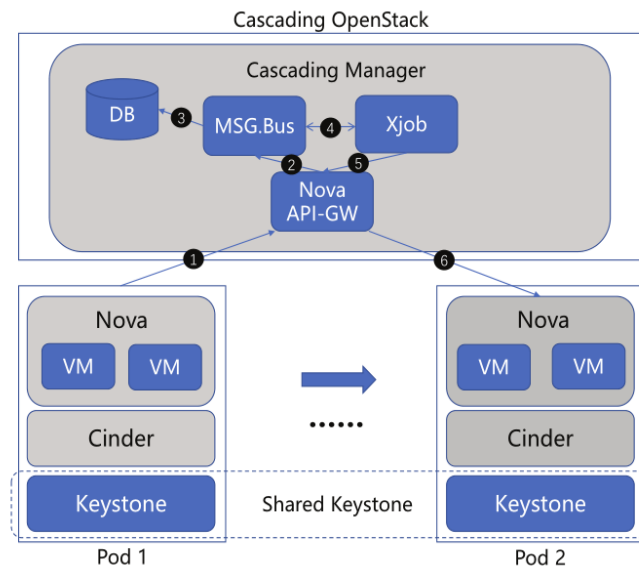 Cascading OpenStack
Cascading Manager
DB
3
MSG.Bus
4
Xjob
2
5
Nova
API-GW
1
6
Nova
VM
VM
Cinder
Keystone
Pod 1
......
Shared Keystone
Nova
VM
VM
Cinder
Keystone
Pod 2